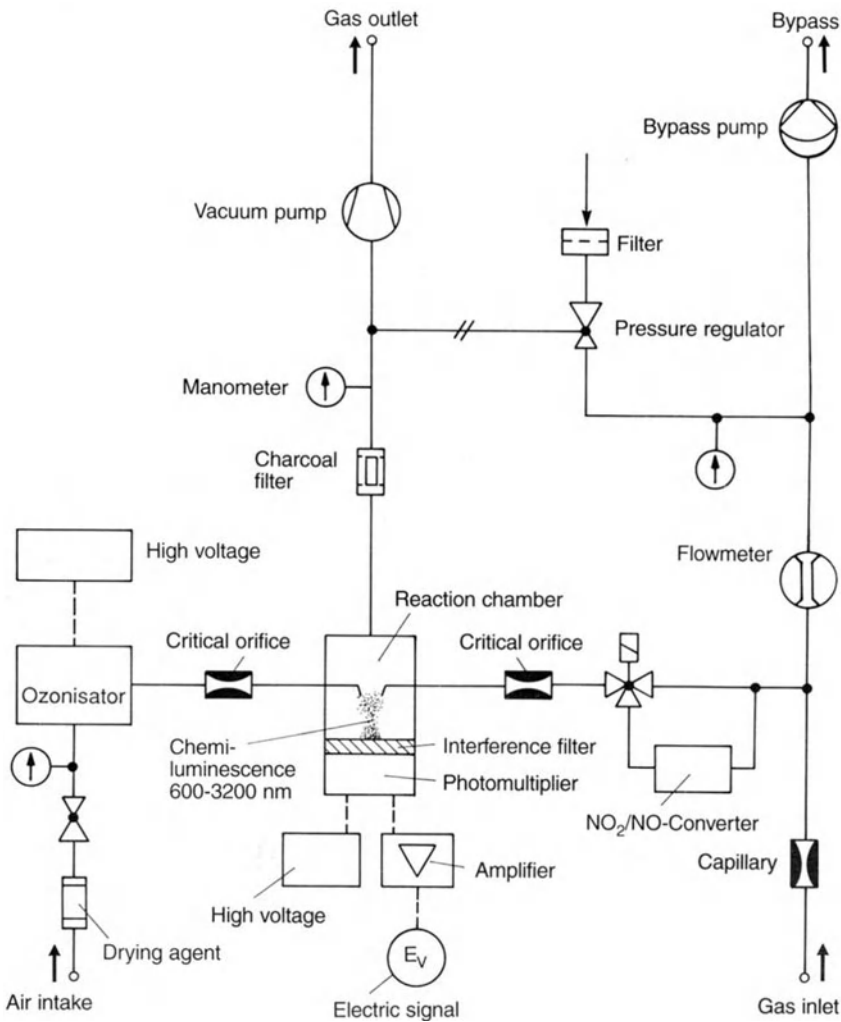 Gas outlet
Bypass
Bypass pump
Vacuum pump
Filter
Pressure regulator
Manometer
Charcoal
filter
High voltage
Flowmeter
Reaction chamber
Critical orifice
Critical orifice
Ozonisator
Chemi-
luminescence
600-3200 nm
Interference filter
Photomultiplier
NO₂/NO-Converter
Capillary
Amplifier
High voltage
Drying agent
E_V
Air intake
Electric signal
Gas inlet